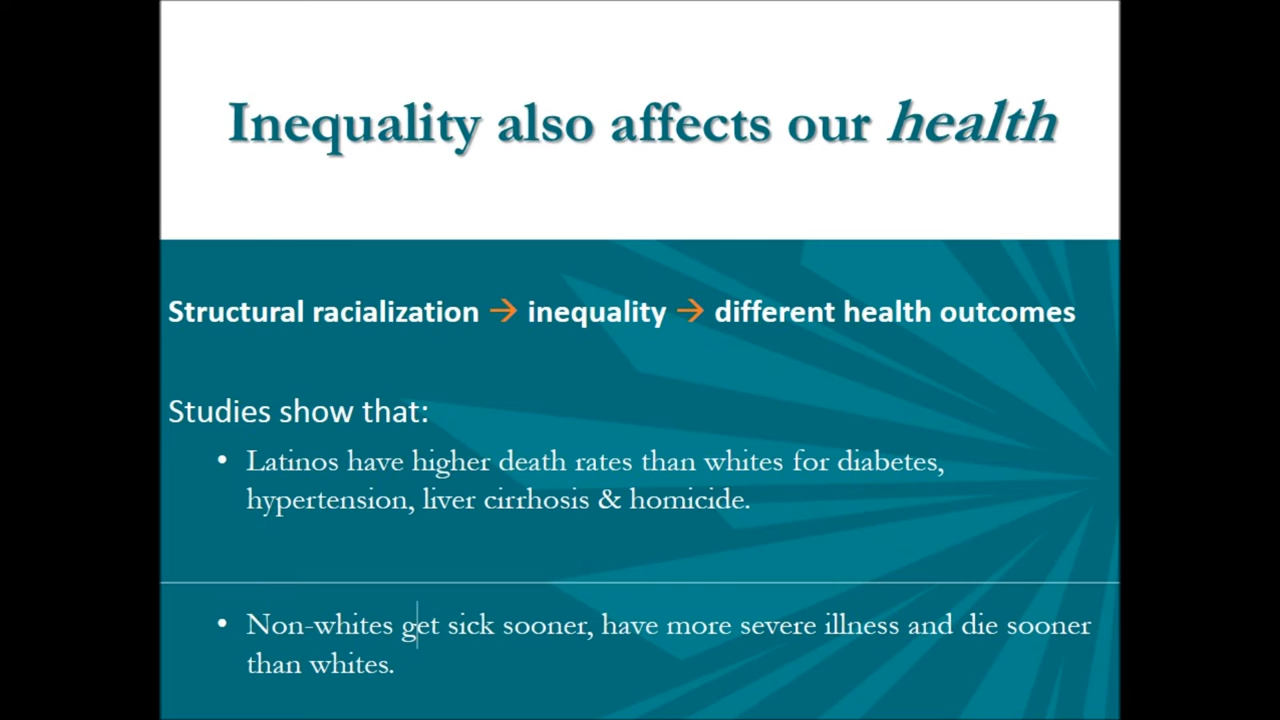 Inequality also affects our health
Structural racialization → inequality → different health outcomes
Studies show that:
• Latinos have higher death rates than whites for diabetes,
hypertension, liver cirrhosis & homicide.
• Non-whites get sick sooner, have more severe illness and die sooner
than whites.